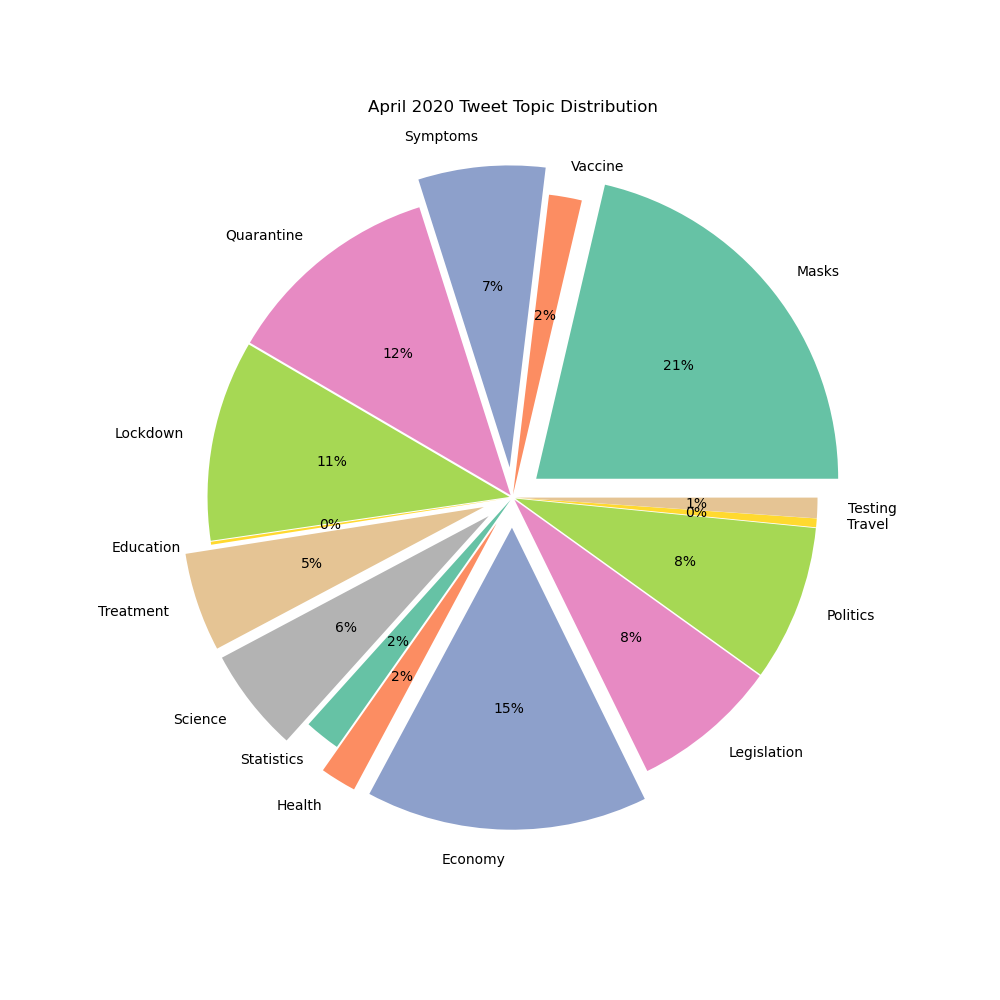 April 2020 Tweet Topic Distribution
Symptoms
Vaccine
Quarantine
Masks
7%
2%
12%
21%
Lockdown
11%
1%
Testing
0%
Travel
0%
Education
5%
8%
Treatment
Politics
6%
8%
2%
2%
Science
15%
Legislation
Statistics
Health
Economy